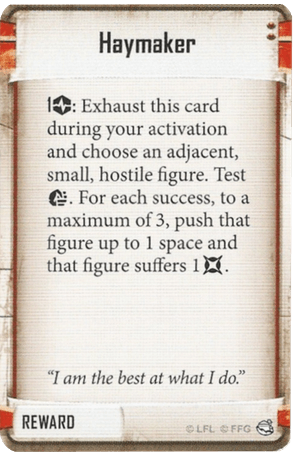 Haymaker
1: Exhaust this card
during your activation
and choose an adjacent,
small, hostile figure. Test
. For each success, to a
maximum of 3, push that
figure up to 1 space and
that figure suffers 1 .
"I am the best at what I do."
REWARD
© LFL © FFG